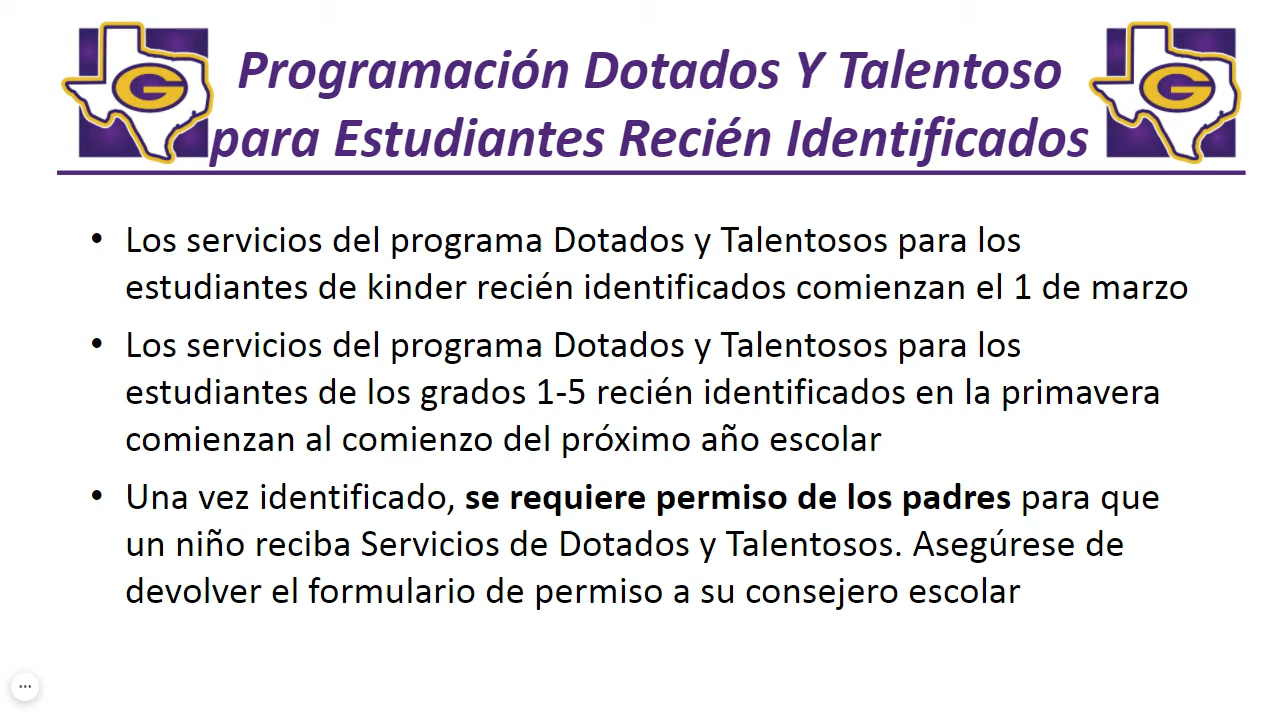 Programación Dotados Y Talentoso
para Estudiantes Recién Identificados
G
G
• Los servicios del programa Dotados y Talentosos para los
estudiantes de kinder recién identificados comienzan el 1 de marzo
• Los servicios del programa Dotados y Talentosos para los
estudiantes de los grados 1-5 recién identificados en la primavera
comienzan al comienzo del próximo año escolar
• Una vez identificado, se requiere permiso de los padres para que
un niño reciba Servicios de Dotados y Talentosos. Asegúrese de
devolver el formulario de permiso a su consejero escolar